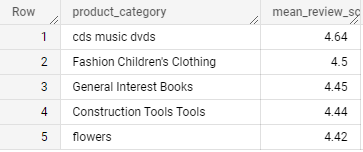 Row product_category mean_review_sc
1 cds music dvds 4.64
2 Fashion Children's Clothing 4.5
3 General Interest Books 4.45
4 Construction Tools Tools 4.44
5 flowers 4.42